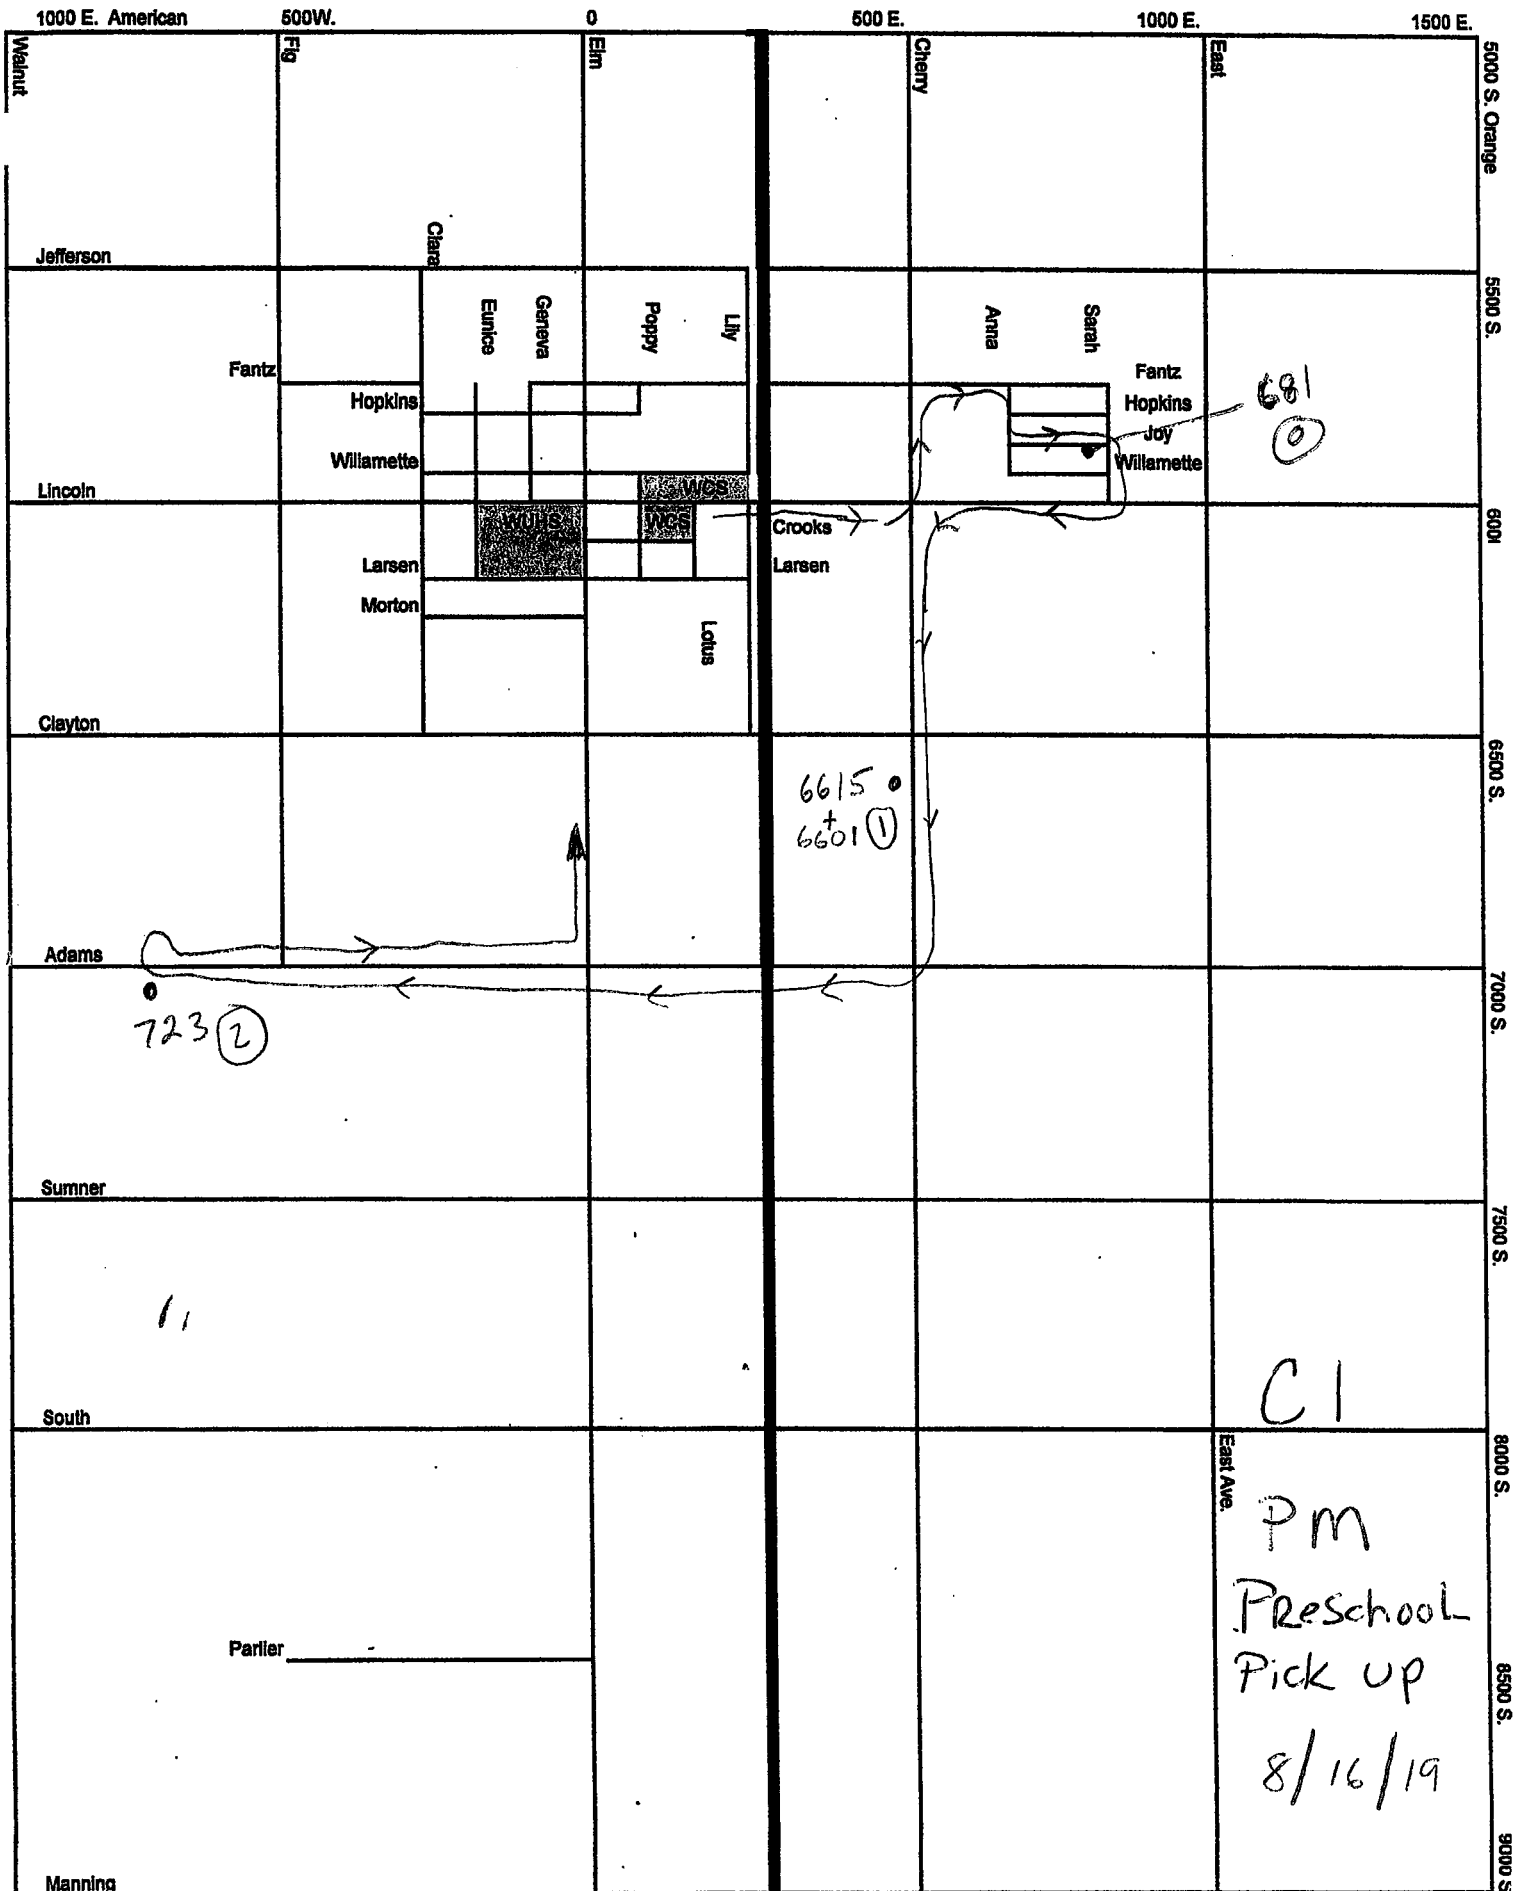 1000 E. American 500W. 0 500 E. 1000 E. 1500 E.
Walnut
Fig
Elm
Cherry
East
5000 S. Orange
Jefferson
Clara
5500 S.
Eunice
Geneva
Poppy
Lily
Anna
Sarah
Fantz
Fantz
Hopkins
Hopkins
681
Joy
0
Willamette
Willamette
Lincoln
WCS
WUHS
WCS
Crooks
6001
Larsen
Larsen
Morton
Lotus
Clayton
6500 S.
6615
+
6601 1
Adams
7000 S.
723 2
Sumner
7500 S.
C1
South
8000 S.
East Ave.
PM
Preschool
Pick up
Parlier
8500 S.
8/16/19
Manning
9000 S